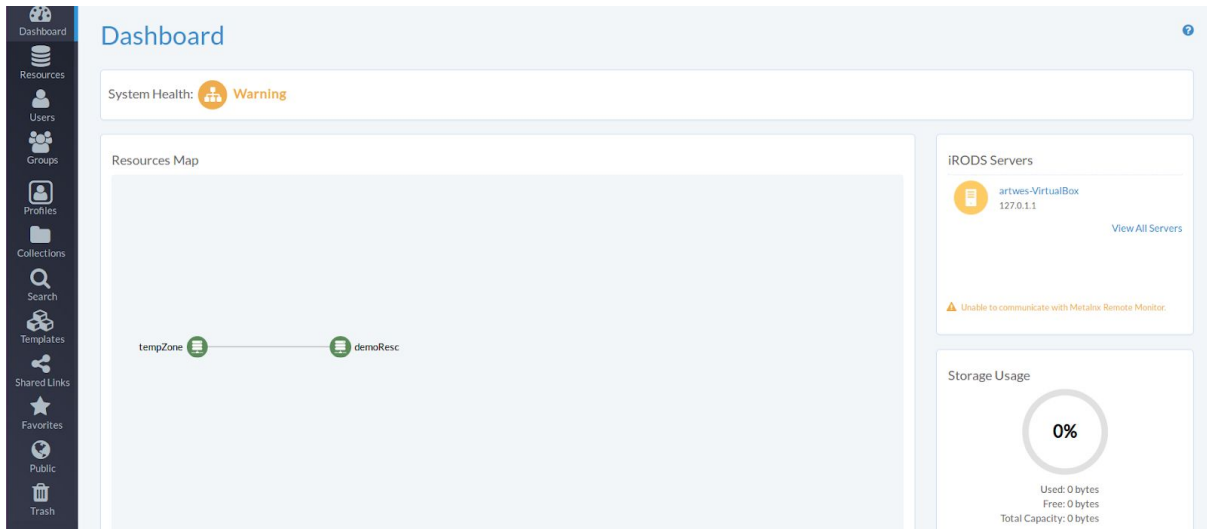 Dashboard
Resources
Users
Groups
Profiles
Collections
Search
Templates
Shared Links
Favorites
Public
Trash
Dashboard
System Health: Warning
Resources Map
tempZone
demoResc
iRODS Servers
artwes-VirtualBox
127.0.1.1
View All Servers
Unable to communicate with Metalnx Remote Monitor.
Storage Usage
0%
Used: 0 bytes
Free: 0 bytes
Total Capacity: 0 bytes